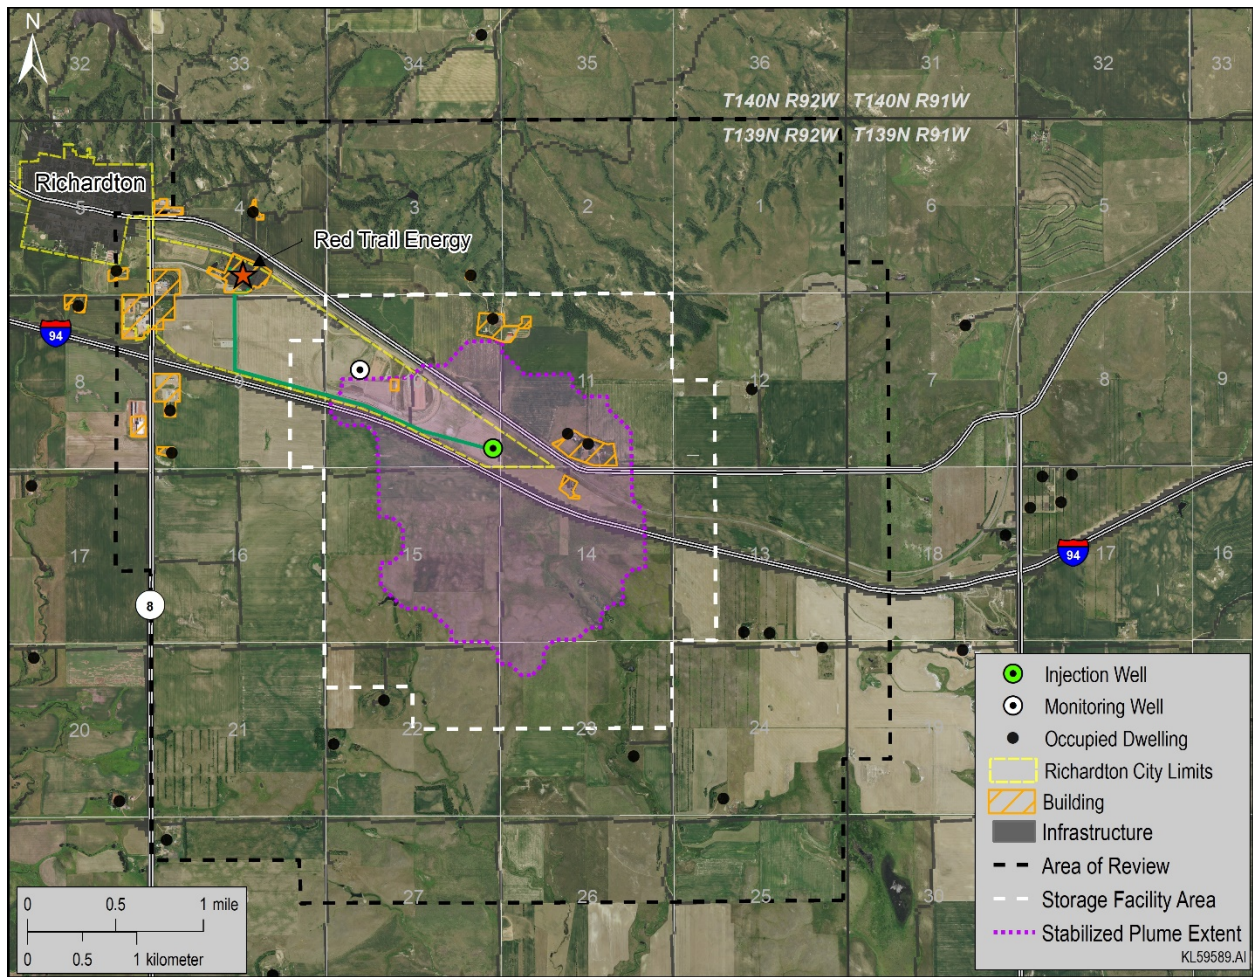 N
32
33
34
35
36
31
32
33
T140N R92W
T140N R91W
T139N R92W
T139N R91W
Richardton
5
4
3
2
1
6
5
4
Red Trail Energy
94
8
9
11
12
7
8
9
17
16
15
14
13
18
94
17
16
8
20
21
22
23
24
27
26
25
30
Injection Well
Monitoring Well
Occupied Dwelling
Richardton City Limits
Building
Infrastructure
Area of Review
Storage Facility Area
Stabilized Plume Extent
KL59589.AI
0 0.5 1 mile
0 0.5 1 kilometer